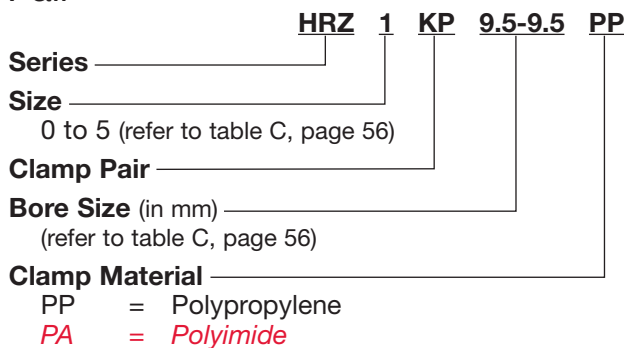 HRZ 1 KP 9.5-9.5 PP
Series
Size
0 to 5 (refer to table C, page 56)
Clamp Pair
Bore Size (in mm)
(refer to table C, page 56)
Clamp Material
PP = Polypropylene
PA = Polyimide